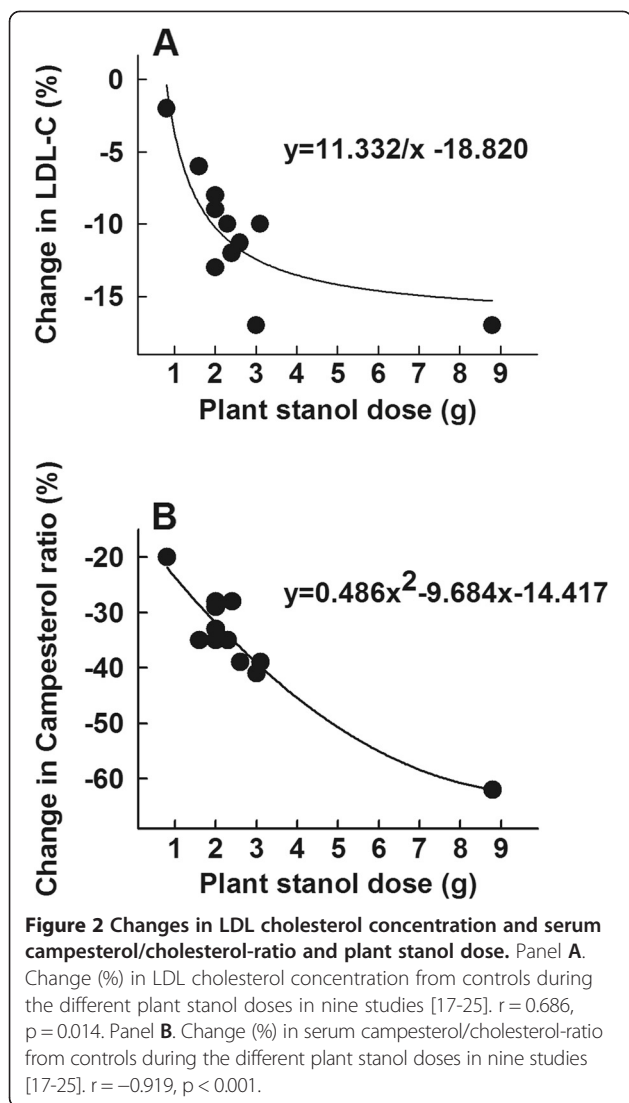 A
Change in LDL-C (%)
0
-5
-10
-15
y=11.332/x -18.820
1 2 3 4 5 6 7 8 9
Plant stanol dose (g)
B
Change in Campesterol ratio (%)
-20
-30
-40
-50
-60
y=0.486x²-9.684x-14.417
1 2 3 4 5 6 7 8 9
Plant stanol dose (g)
Figure 2 Changes in LDL cholesterol concentration and serum
campesterol/cholesterol-ratio and plant stanol dose. Panel A.
Change (%) in LDL cholesterol concentration from controls during
the different plant stanol doses in nine studies [17-25]. r = 0.686,
p = 0.014. Panel B. Change (%) in serum campesterol/cholesterol-ratio
from controls during the different plant stanol doses in nine studies
[17-25]. r = −0.919, p < 0.001.